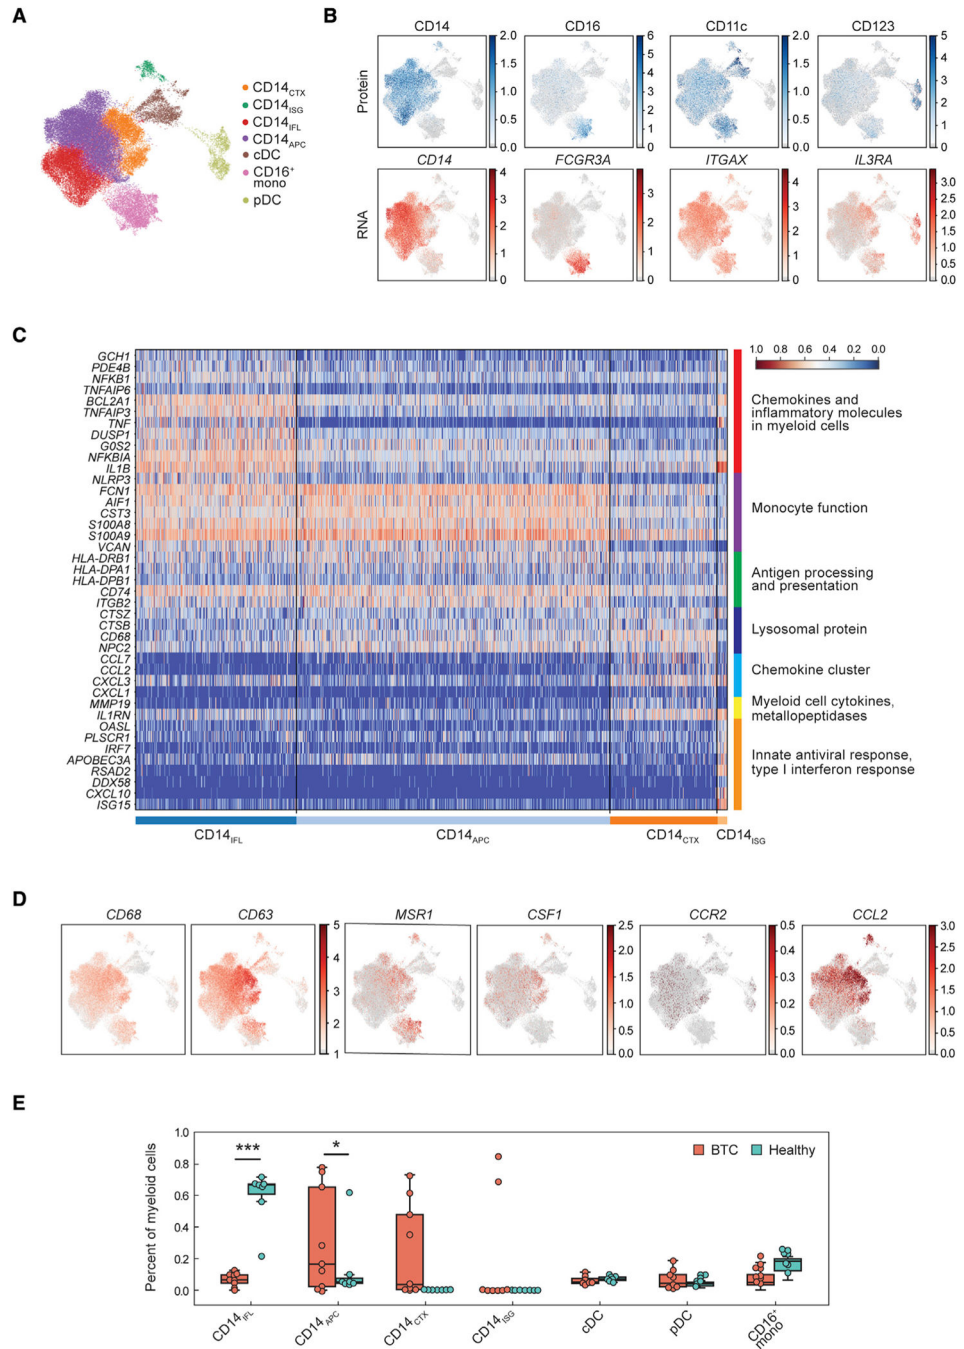 A
CD14CTX
CD14ISG
CD14IFL
CD14APC
cDC
CD16+
mono
pDC
B
CD14 CD16 CD11c CD123
Protein
2.0 1.5 1.0 0.5 0.0
6 5 4 3 2 1 0
2.0 1.5 1.0 0.5 0.0
5 4 3 2 1 0
CD14 FCGR3A ITGAX IL3RA
RNA
4 3 2 1 0
3 2 1 0
4 3 2 1 0
3.0 2.5 2.0 1.5 1.0 0.5 0.0
C
GCH1
PDE4B
NFKB1
TNFAIP6
BCL2A1
TNFAIP3
TNF
DUSP1
G0S2
NFKBIA
IL1B
NLRP3
FCN1
AIF1
CST3
S100A8
S100A9
VCAN
HLA-DRB1
HLA-DPA1
HLA-DPB1
CD74
ITGB2
CTSZ
CTSB
CD68
NPC2
CCL7
CCL2
CXCL3
CXCL1
MMP19
IL1RN
OASL
PLSCR1
IRF7
APOBEC3A
RSAD2
DDX58
CXCL10
ISG15
1.0 0.8 0.6 0.4 0.2 0.0
Chemokines and
inflammatory molecules
in myeloid cells
Monocyte function
Antigen processing
and presentation
Lysosomal protein
Chemokine cluster
Myeloid cell cytokines,
metallopeptidases
Innate antiviral response,
type I interferon response
CD14IFL CD14APC CD14CTX CD14ISG
D
CD68 CD63 MSR1 CSF1 CCR2 CCL2
5 4 3 2 1
2.5 2.0 1.5 1.0 0.5 0.0
0.5 0.2 0.3 0.2 0.5 0.0
3.0 2.5 2.0 1.5 1.0 0.5 0.0
E
Percent of myeloid cells
1.0
0.8
0.6
0.4
0.2
0.0
*** *
BTC Healthy
CD14IFL CD14APC CD14CTX CD14ISG cDC pDC CD16+
mono